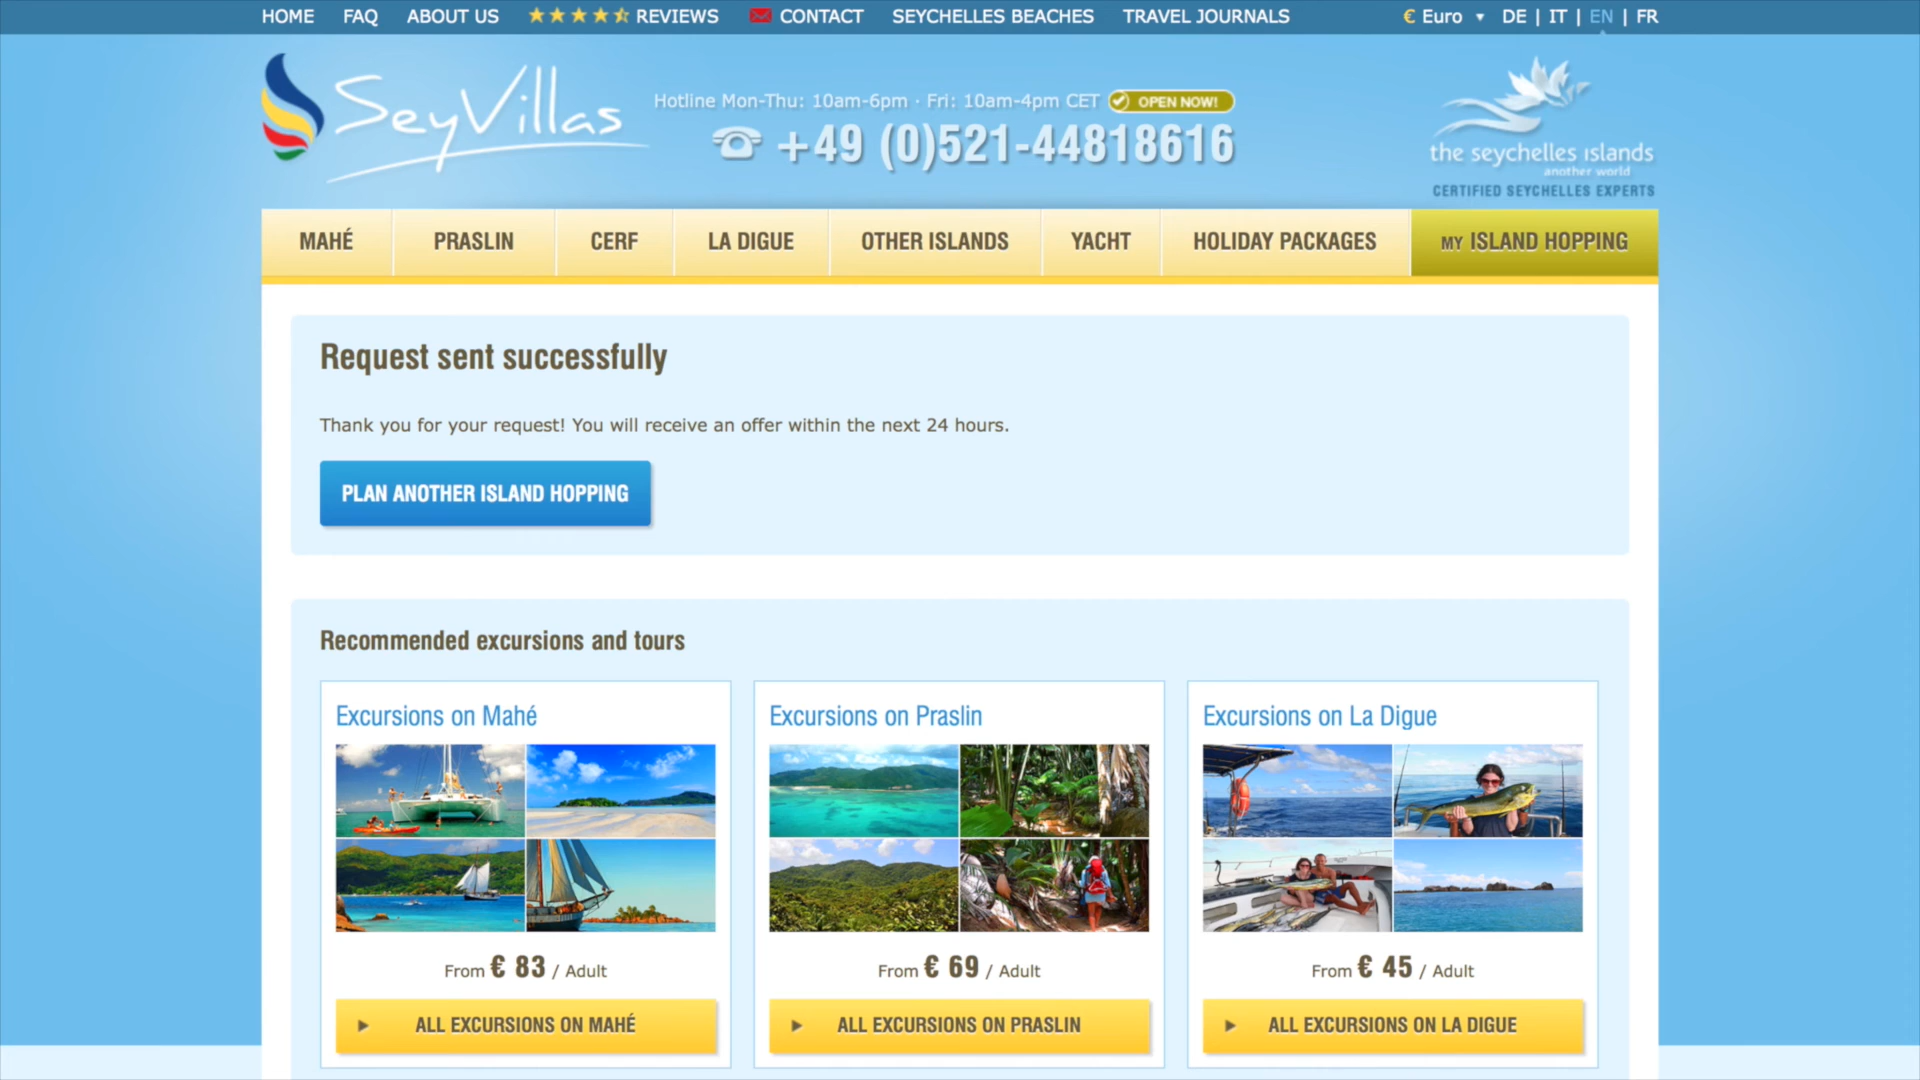 HOME FAQ ABOUT US REVIEWS CONTACT SEYCHELLES BEACHES TRAVEL JOURNALS € Euro ▼ DE | IT | EN | FR
SeyVillas
Hotline Mon-Thu: 10am-6pm · Fri: 10am-4pm CET OPEN NOW!
+49 (0)521-44818616
the seychelles islands
another world
CERTIFIED SEYCHELLES EXPERTS
MAHÉ PRASLIN CERF LA DIGUE OTHER ISLANDS YACHT HOLIDAY PACKAGES MY ISLAND HOPPING
Request sent successfully
Thank you for your request! You will receive an offer within the next 24 hours.
PLAN ANOTHER ISLAND HOPPING
Recommended excursions and tours
Excursions on Mahé
From € 83 / Adult
ALL EXCURSIONS ON MAHÉ
Excursions on Praslin
From € 69 / Adult
ALL EXCURSIONS ON PRASLIN
Excursions on La Digue
From € 45 / Adult
ALL EXCURSIONS ON LA DIGUE